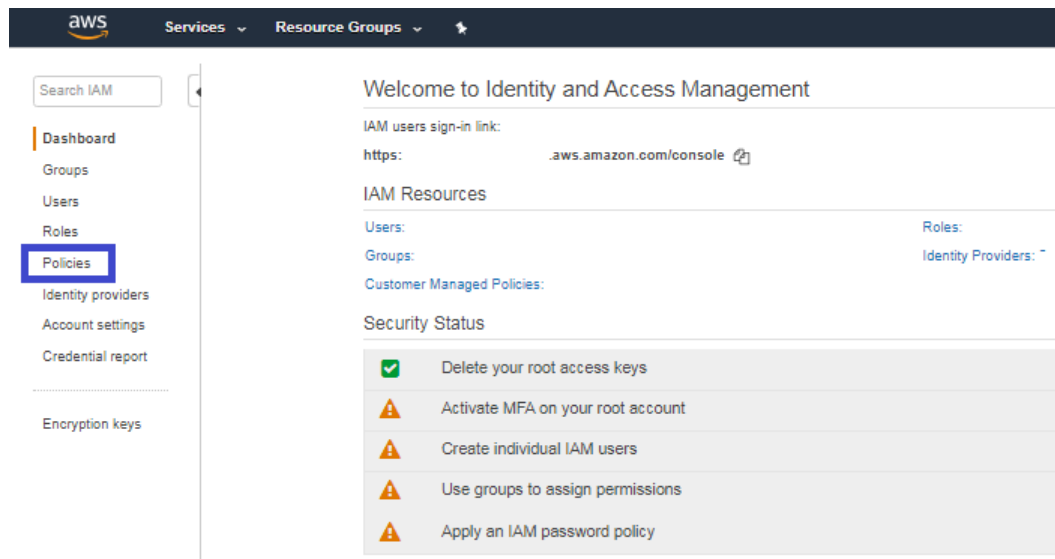 aws
Services
Resource Groups
Search IAM
Dashboard
Groups
Users
Roles
Policies
Identity providers
Account settings
Credential report
Encryption keys
Welcome to Identity and Access Management
IAM users sign-in link:
https: .aws.amazon.com/console
IAM Resources
Users: Roles:
Groups: Identity Providers:
Customer Managed Policies:
Security Status
Delete your root access keys
Activate MFA on your root account
Create individual IAM users
Use groups to assign permissions
Apply an IAM password policy